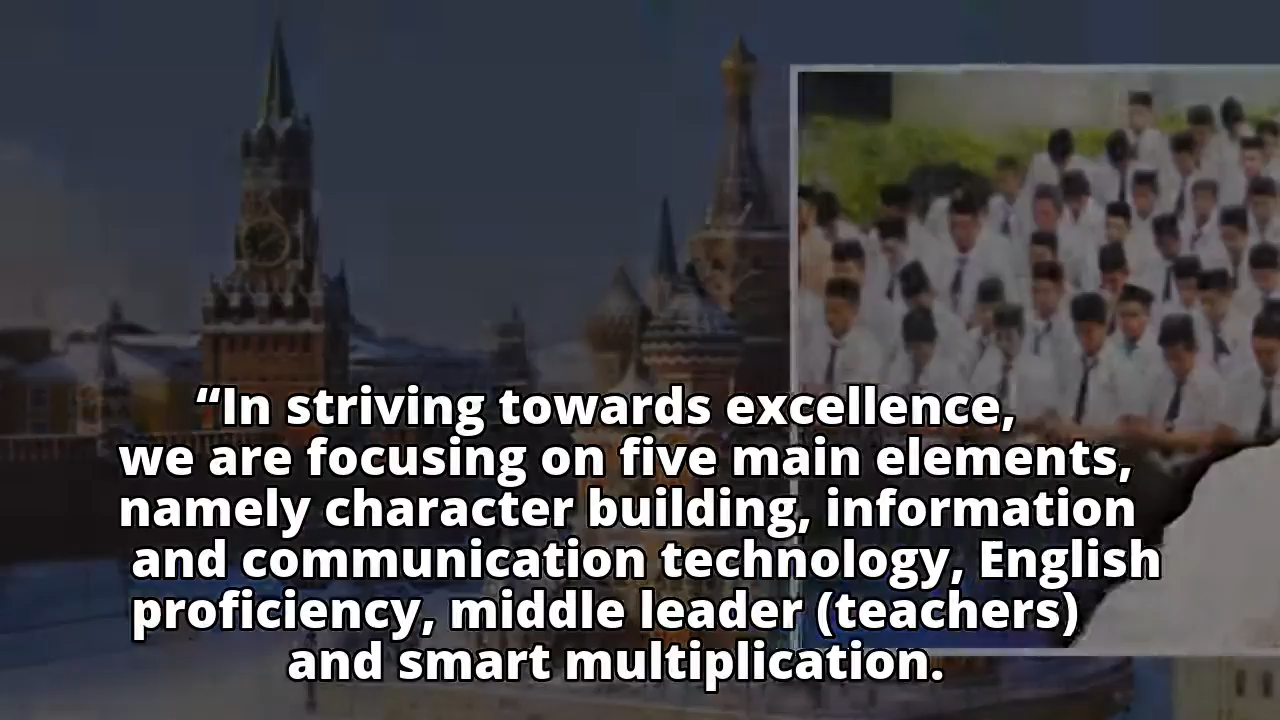 “In striving towards excellence,
we are focusing on five main elements,
namely character building, information
and communication technology, English
proficiency, middle leader (teachers)
and smart multiplication.